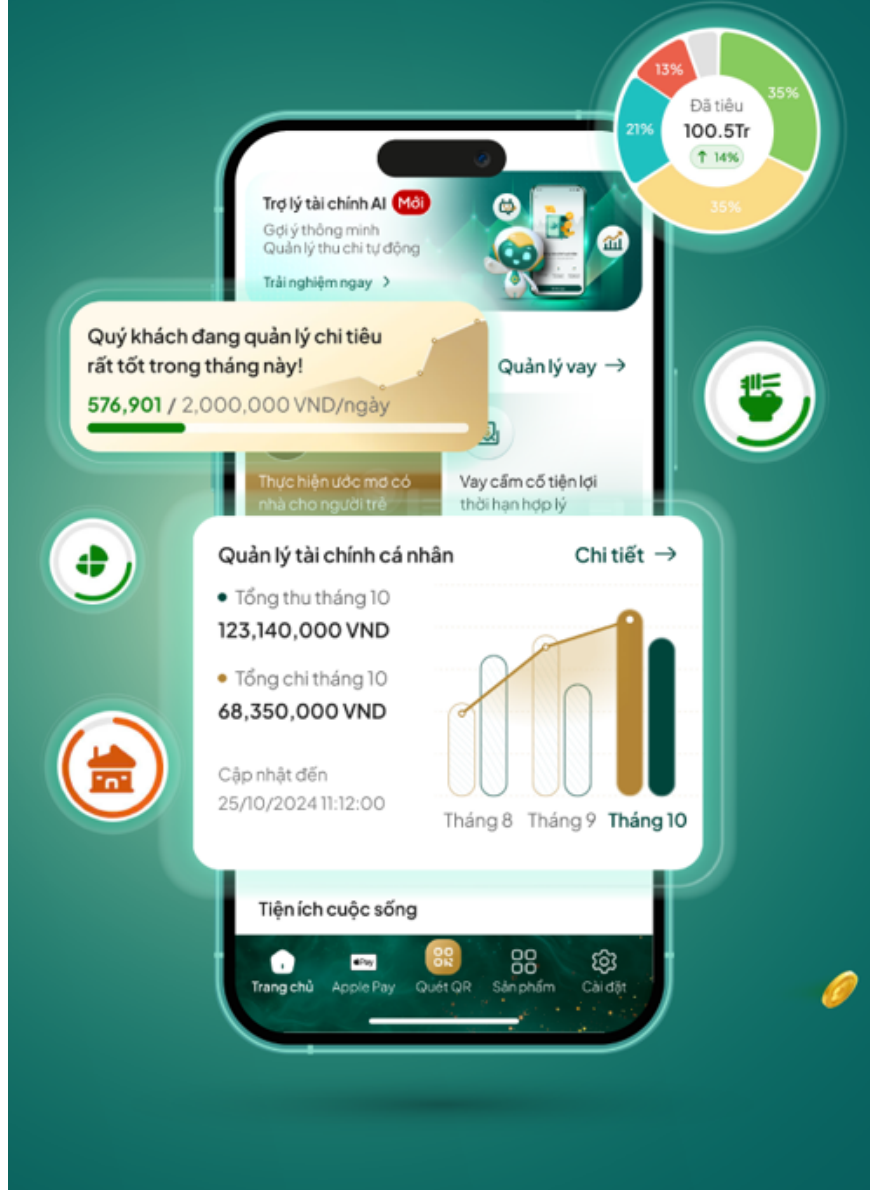 13%
35%
21%
35%
Đã tiêu
100.5Tr
↑ 14%
Trợ lý tài chính AI Mới
Gợi ý thông minh
Quản lý thu chi tự động
Trải nghiệm ngay >
Quý khách đang quản lý chi tiêu
rất tốt trong tháng này!
576,901 / 2,000,000 VND/ngày
Quản lý vay →
Thực hiện ước mơ có
nhà cho người trẻ
Vay cầm cố tiện lợi
thời hạn hợp lý
Quản lý tài chính cá nhân
Chi tiết →
Tổng thu tháng 10
123,140,000 VND
Tổng chi tháng 10
68,350,000 VND
Cập nhật đến
25/10/2024 11:12:00
Tháng 8 Tháng 9 Tháng 10
Tiện ích cuộc sống
Pay
Trang chủ Apple Pay Quét QR Sản phẩm Cài đặt